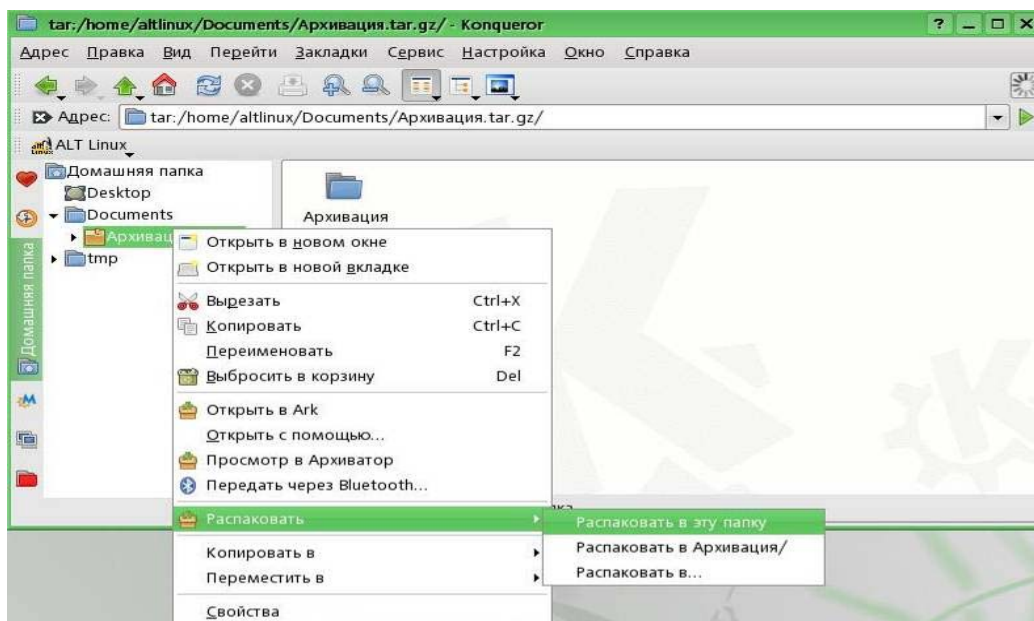 tar:/home/altlinux/Documents/Архивация.tar.gz/ - Konqueror
Адрес Правка Вид Перейти Закладки Сервис Настройка Окно Справка
Адрес: tar:/home/altlinux/Documents/Архивация.tar.gz/
ALT Linux
Домашняя папка
Домашняя папка
Desktop
Documents
Архивац
tmp
Архивация
Открыть в новом окне
Открыть в новой вкладке
Вырезать Ctrl+X
Копировать Ctrl+C
Переименовать F2
Выбросить в корзину Del
Открыть в Ark
Открыть с помощью...
Просмотр в Архиватор
Передать через Bluetooth...
Распаковать
Распаковать в эту папку
Распаковать в Архивация/
Распаковать в...
Копировать в
Переместить в
Свойства